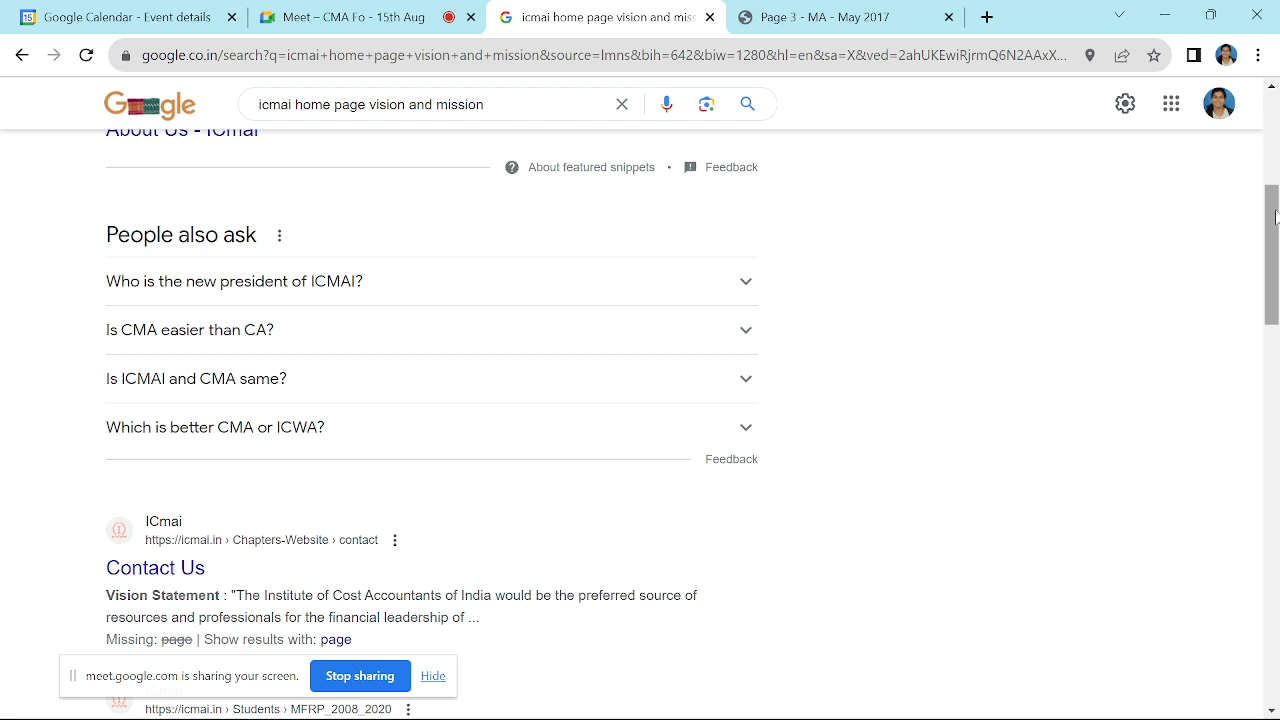 Google Calendar - Event details
Meet – CMA Fo - 15th Aug
icmai home page vision and miss
Page 3 - MA - May 201
google.co.in/search?q=icmai+home+page+vision+and+mission&source=lmns&bih=642&biw=1280&hl=en&sa=X&ved=2ahUKEwjRjrmQ6N2AAxX...
Google
icmai home page vision and mission
About Us - ICmai
About featured snippets • Feedback
People also ask
Who is the new president of ICMAI?
Is CMA easier than CA?
Is ICMAI and CMA same?
Which is better CMA or ICWA?
Feedback
ICmai
https://icmai.in › Chapters-Website › contact
Contact Us
Vision Statement : "The Institute of Cost Accountants of India would be the preferred source of
resources and professionals for the financial leadership of ...
Missing: page | Show results with: page
meet.google.com is sharing your screen.
Stop sharing
Hide
https://icmai.in › Students › MFRP_2008_2020